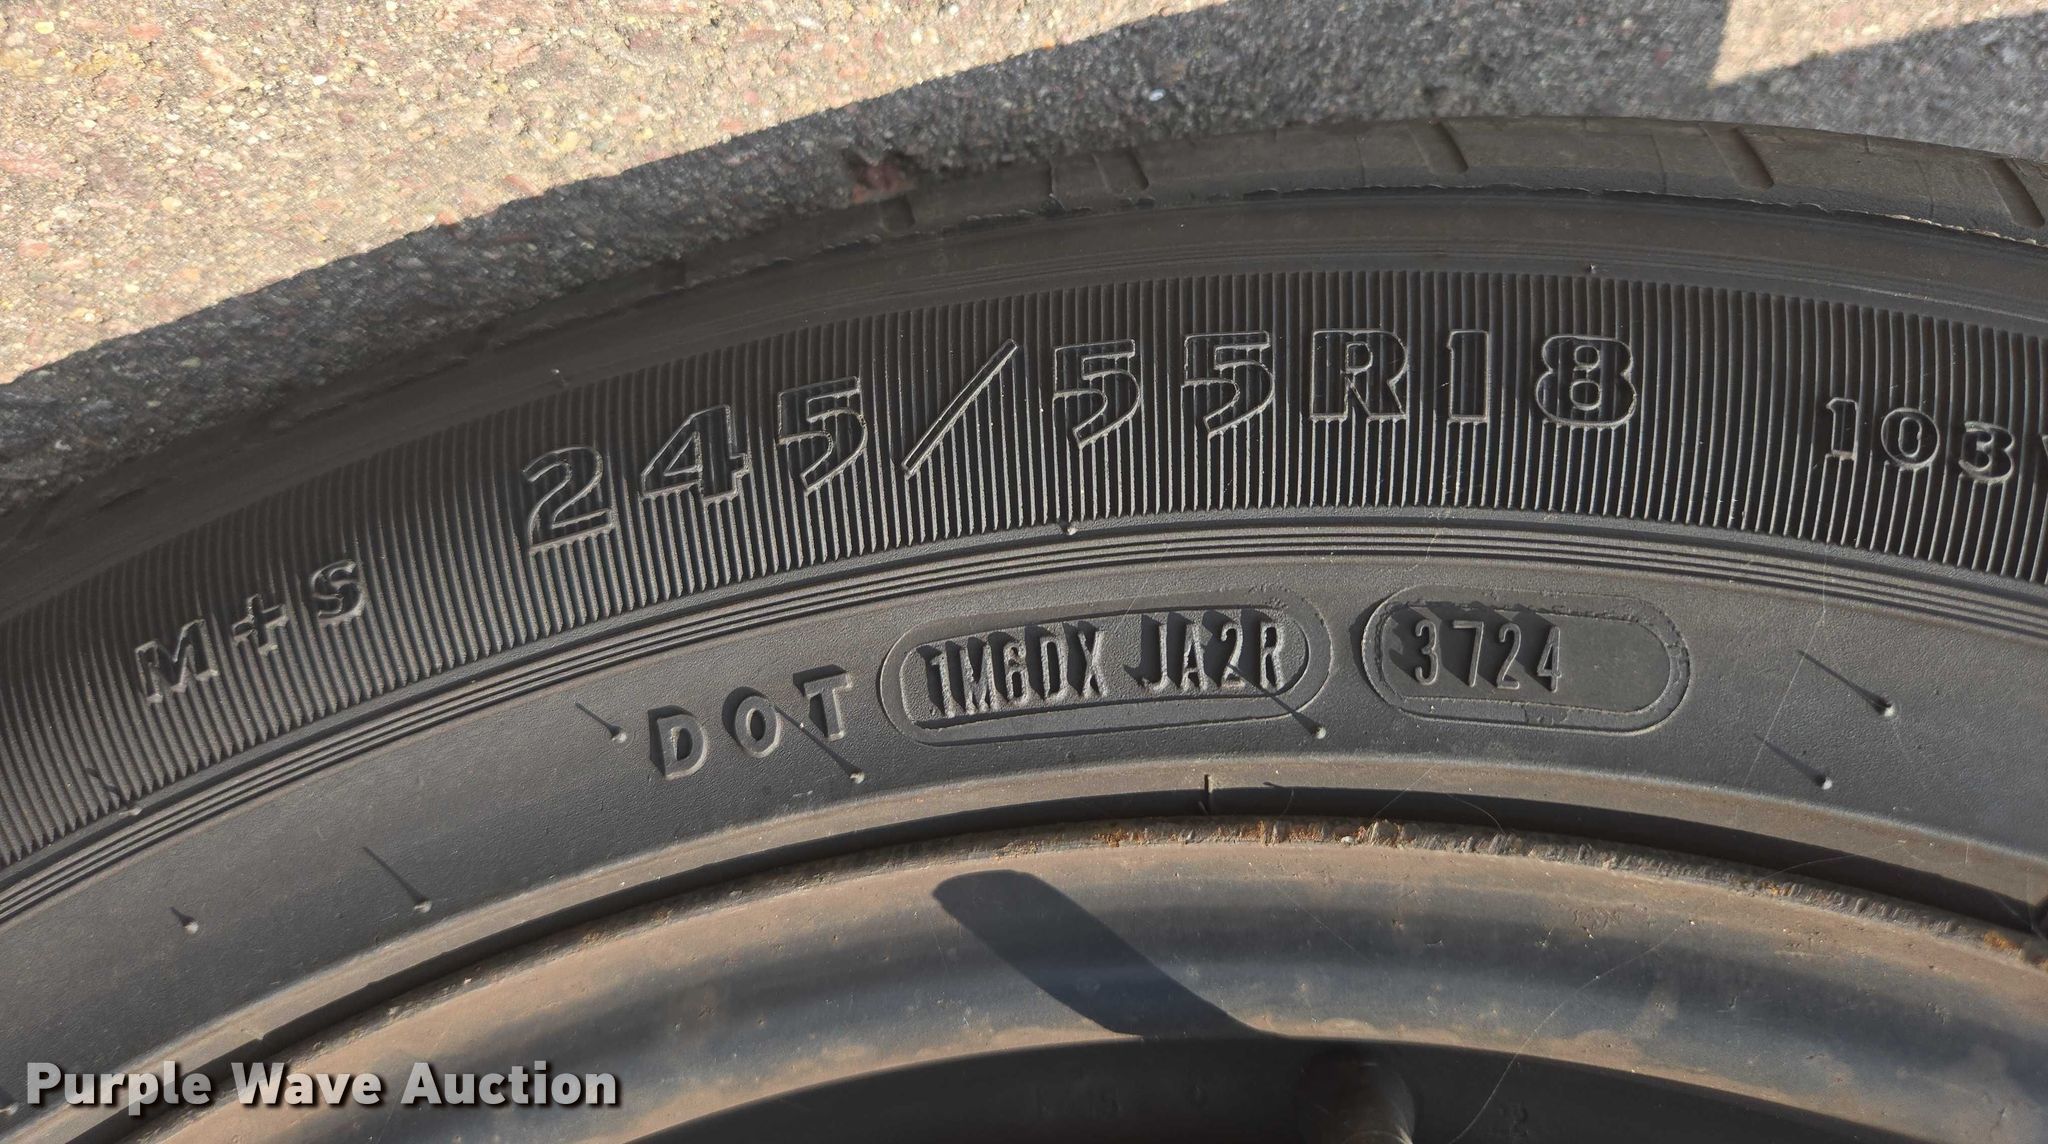 245/55R18 103
M+S
DOT 1M6DX JA2R 3724
Purple Wave Auction